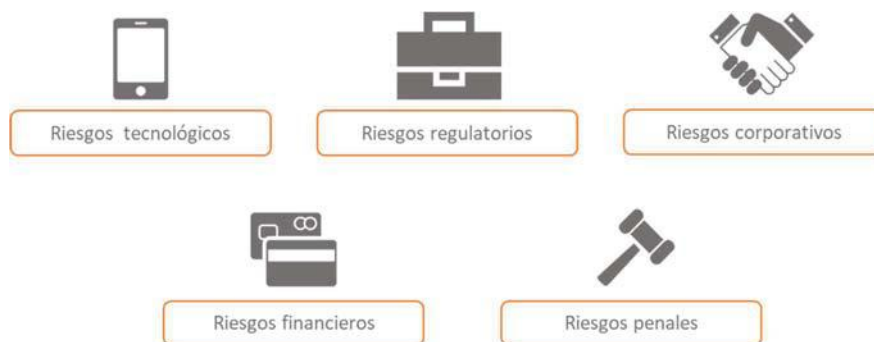 Riesgos tecnológicos
Riesgos regulatorios
Riesgos corporativos
Riesgos financieros
Riesgos penales